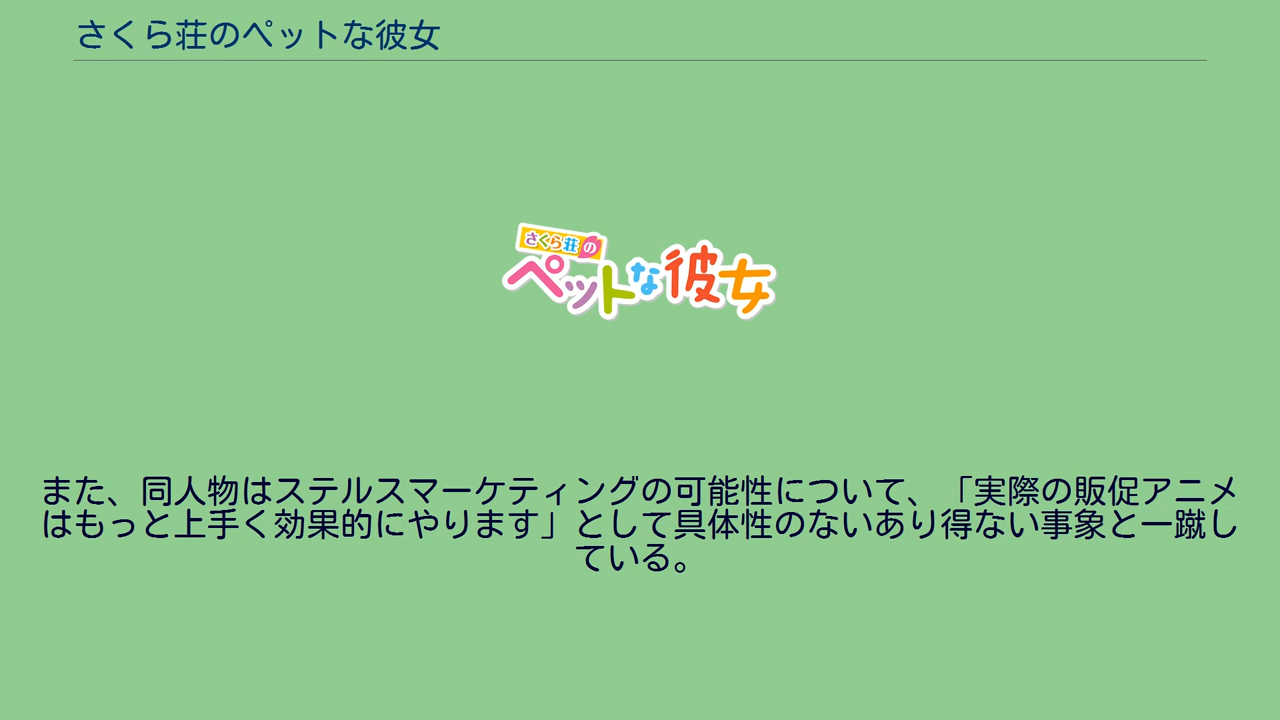 さくら荘のペットな彼女
さくら荘の
ペットな彼女
また、同人物はステルスマーケティングの可能性について、「実際の販促アニメ
はもっと上手く効果的にやります」として具体性のないあり得ない事象と一蹴し
ている。